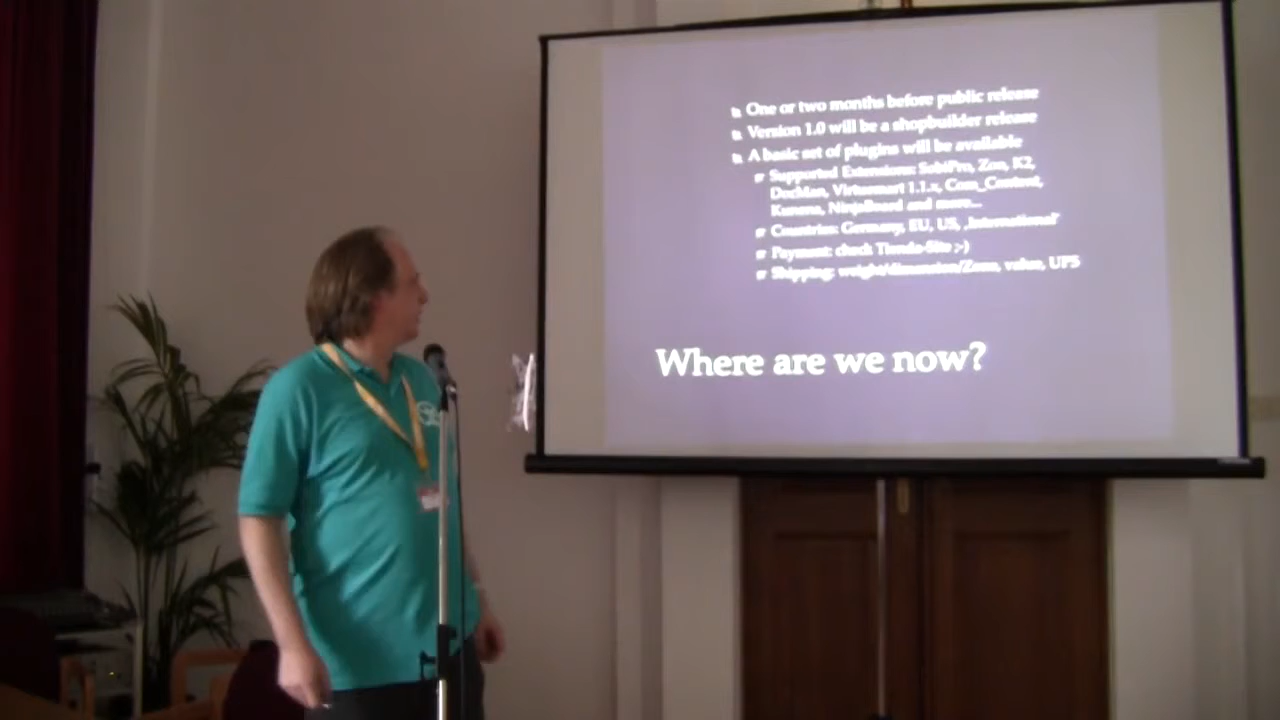 One or two months before public release
Version 1.0 will be a shopbuilder release
A basic set of plugins will be available
Supported Extensions: SobiPro, Zoo, K2,
DocMan, Virtuemart 1.1.x, Com_Content,
Kunena, Ninjaboard and more...
Countries: Germany, EU, US, „International“
Payment: check Tienda-Site ;-)
Shipping: weight/dimension/Zone, value, UPS
Where are we now?